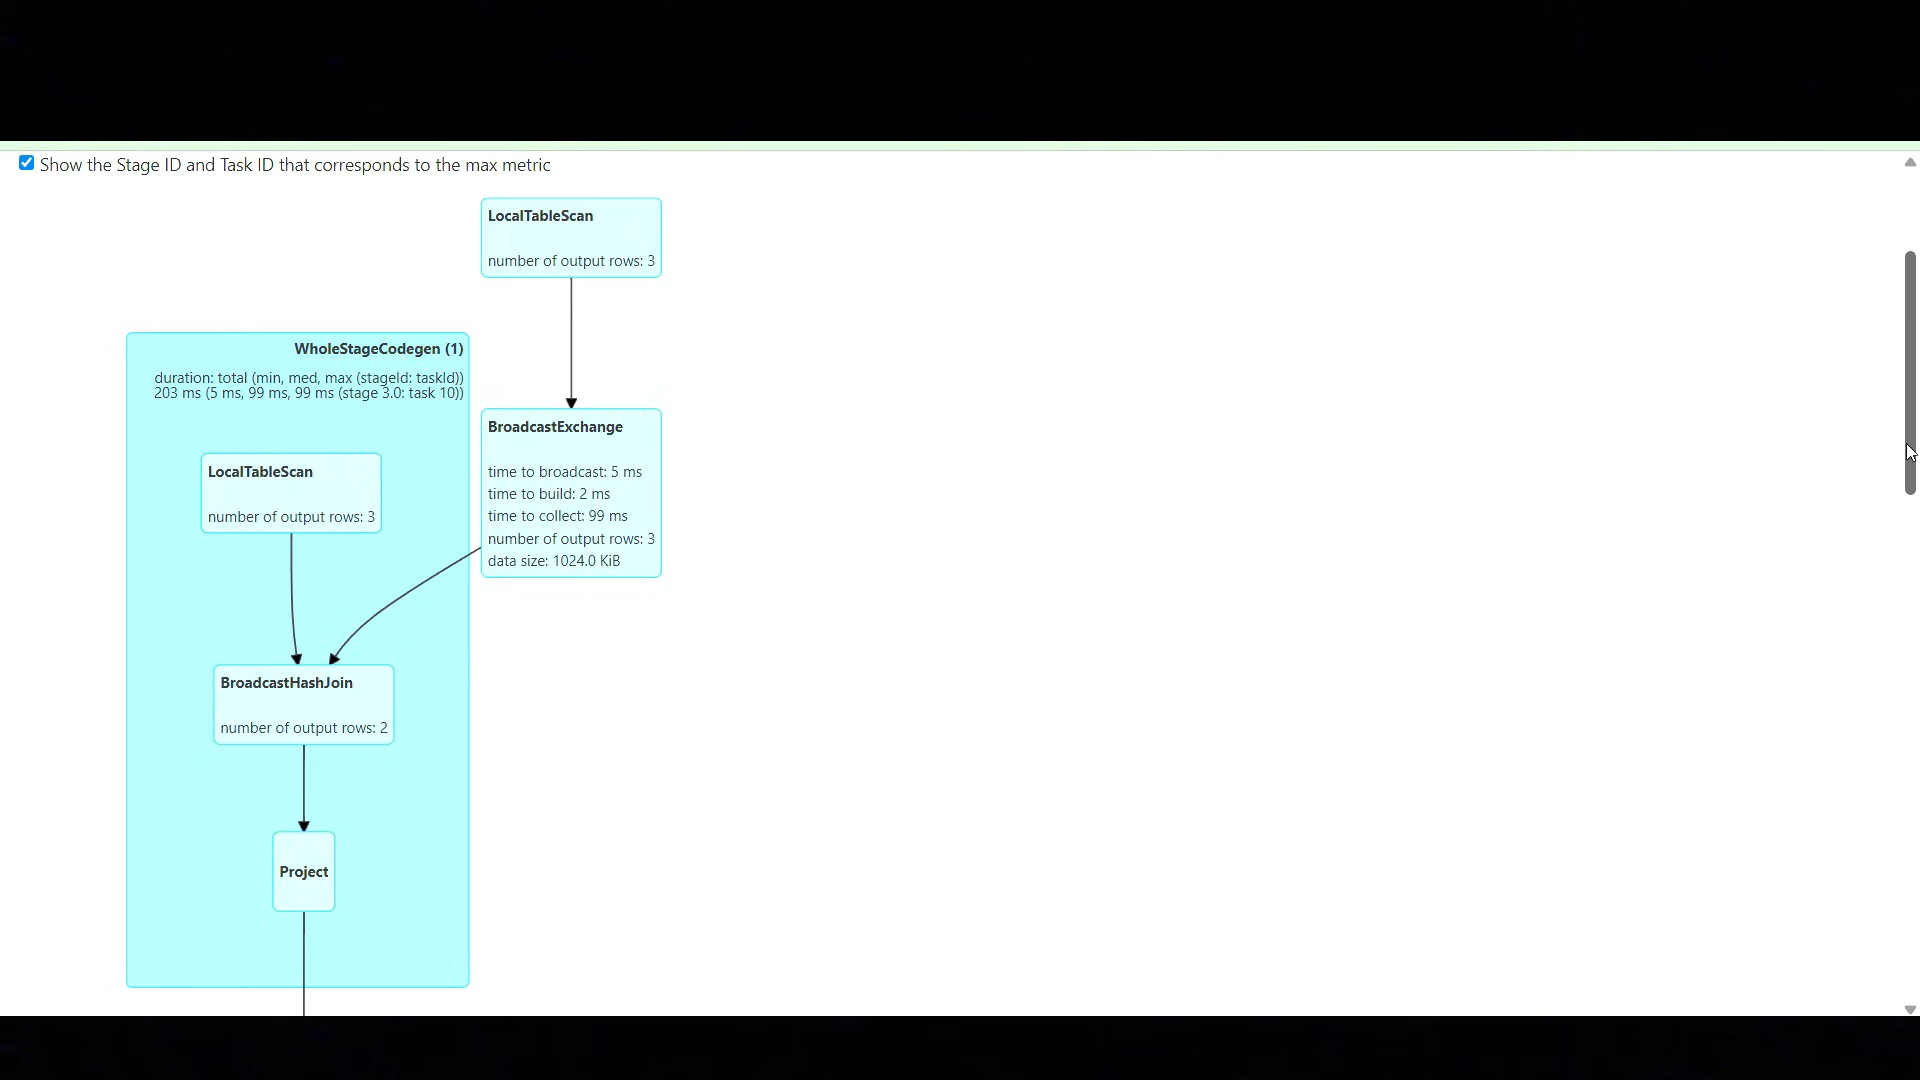 Show the Stage ID and Task ID that corresponds to the max metric
LocalTableScan
number of output rows: 3
WholeStageCodegen (1)
duration: total (min, med, max (stageId: taskId))
203 ms (5 ms, 99 ms, 99 ms (stage 3.0: task 10))
BroadcastExchange
time to broadcast: 5 ms
time to build: 2 ms
time to collect: 99 ms
number of output rows: 3
data size: 1024.0 KiB
LocalTableScan
number of output rows: 3
BroadcastHashJoin
number of output rows: 2
Project